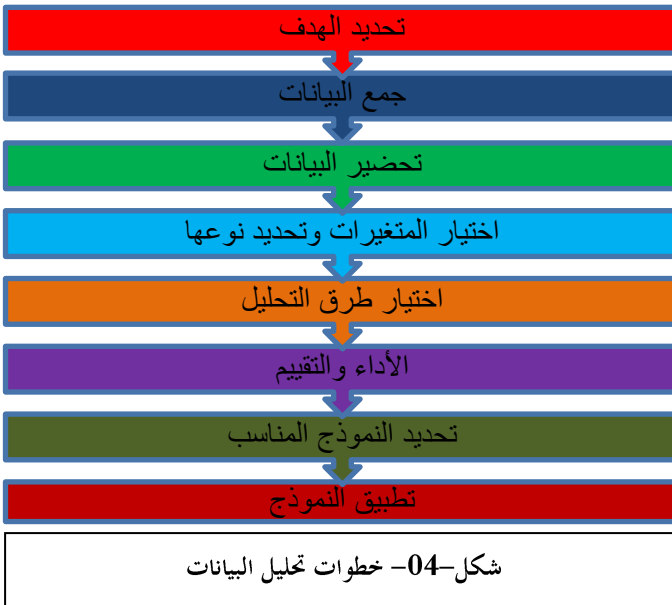 تحديد الهدف
جمع البيانات
تحضير البيانات
اختيار المتغيرات وتحديد نوعها
اختيار طرق التحليل
الأداء والتقييم
تحديد النموذج المناسب
تطبيق النموذج
شكل-04- خطوات تحليل البيانات